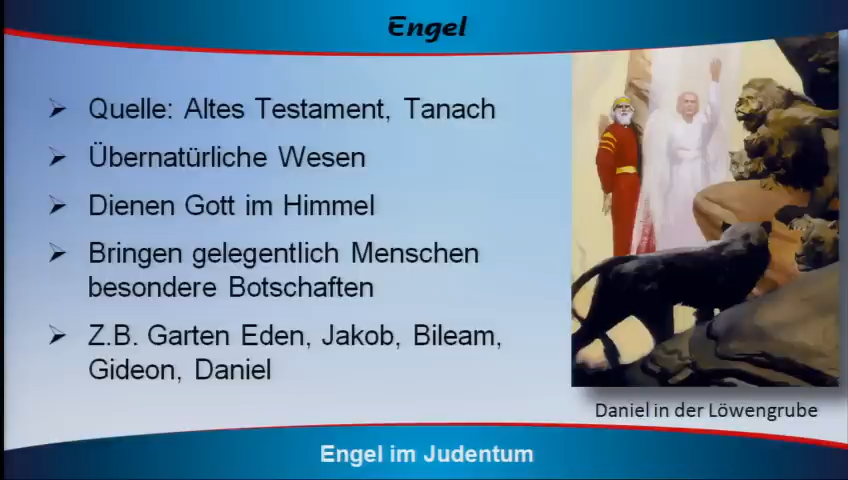 Engel
Quelle: Altes Testament, Tanach
Übernatürliche Wesen
Dienen Gott im Himmel
Bringen gelegentlich Menschen
besondere Botschaften
Z.B. Garten Eden, Jakob, Bileam,
Gideon, Daniel
Daniel in der Löwengrube
Engel im Judentum